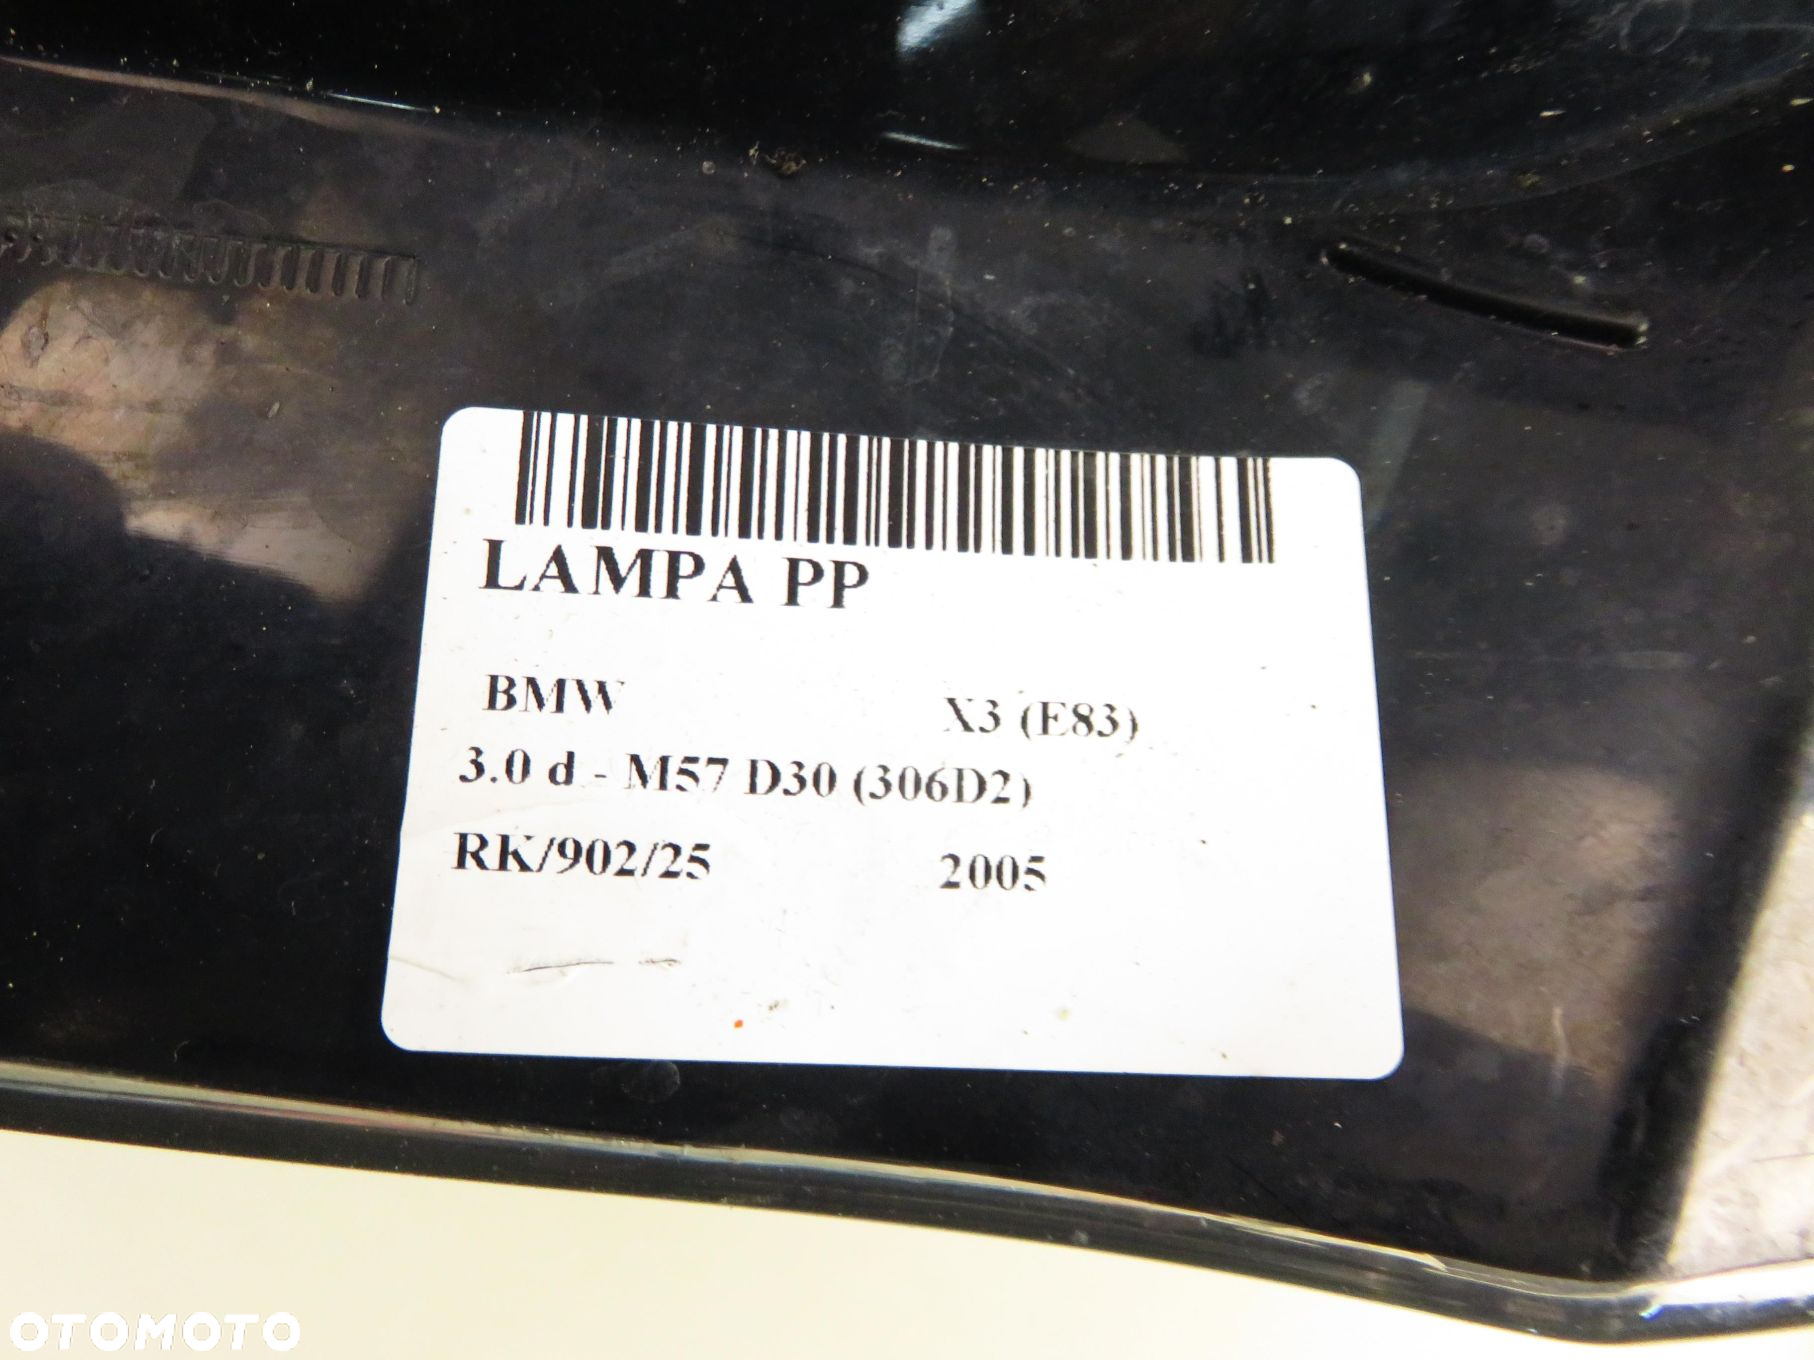 LAMPA PP
BMW X3 (E83)
3.0 d - M57 D30 (306D2)
RK/902/25 2005
OTOMOTO